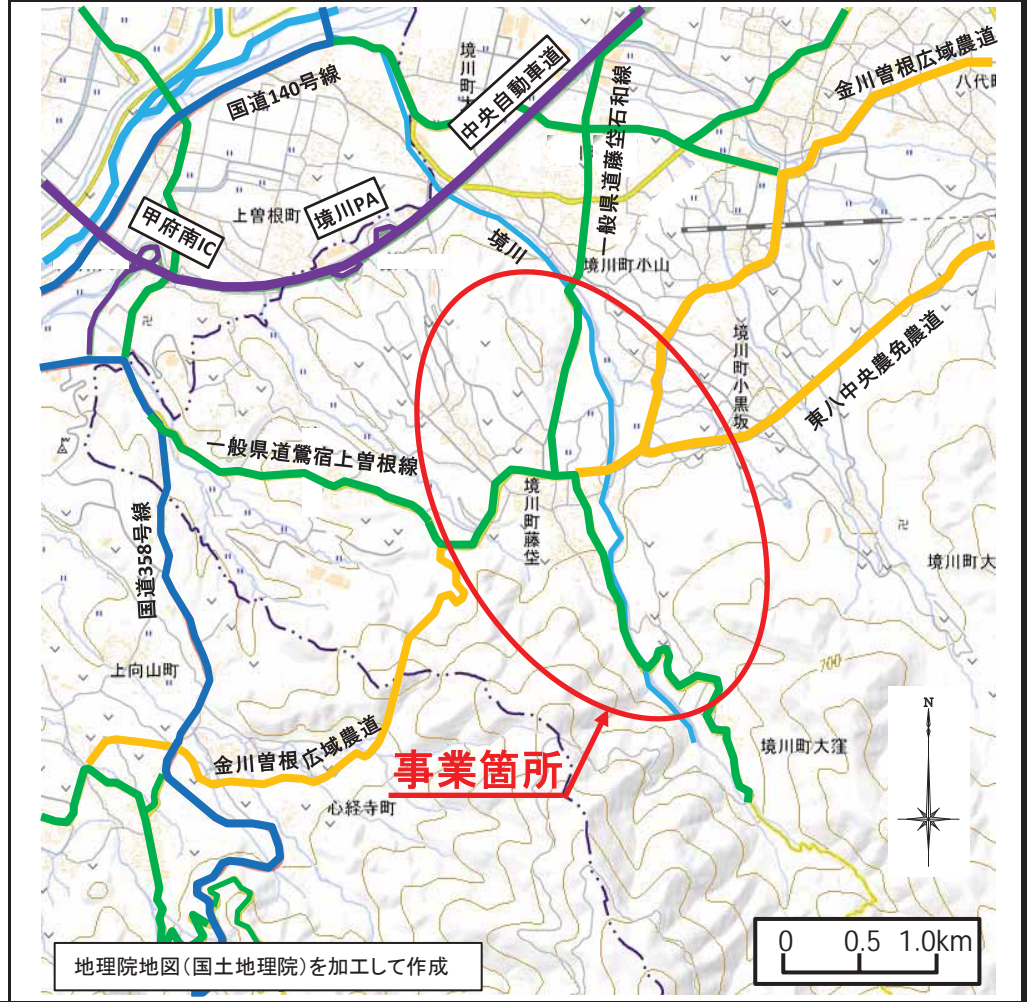 金川曽根広域農道
国道140号線
中央自動車道
一般県道藤垈石和線
甲府南IC
上曽根町
境川PA
境川
境川町小山
境川町小黒坂
東八中央農免農道
一般県道鶯宿上曽根線
境川町藤垈
国道358号線
境川町大
700
上向山町
N
金川曽根広域農道
事業箇所
境川町大窪
心経寺町
地理院地図(国土地理院)を加工して作成
0 0.5 1.0km